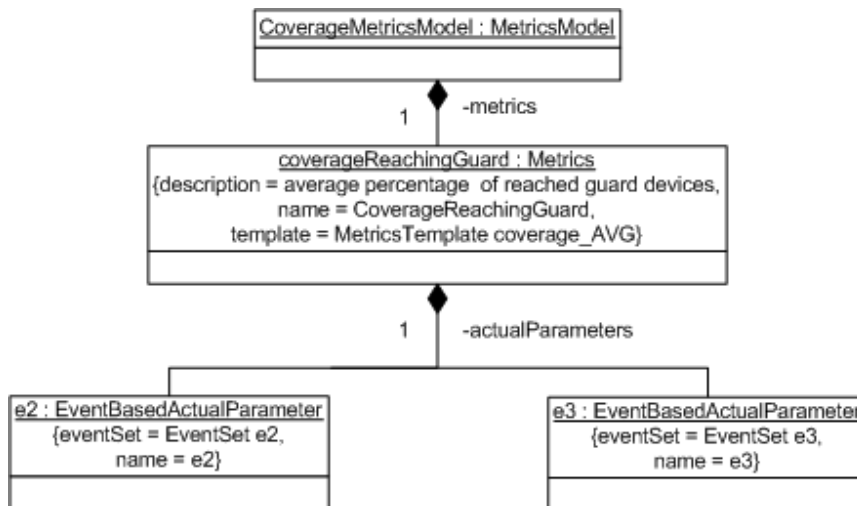 CoverageMetricsModel : MetricsModel
-metrics
1
coverageReachingGuard : Metrics
{description = average percentage of reached guard devices,
name = CoverageReachingGuard,
template = MetricsTemplate coverage_AVG}
1
-actualParameters
e2 : EventBasedActualParameter
{eventSet = EventSet e2,
name = e2}
e3 : EventBasedActualParameter
{eventSet = EventSet e3,
name = e3}